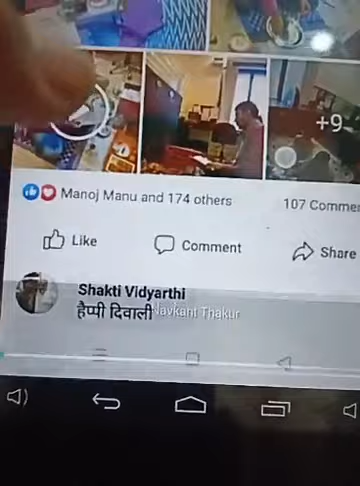 +9
Manoj Manu and 174 others
107 Comme
Like
Comment
Share
Shakti Vidyarthi
हैप्पी दिवाली Navkant Thakur